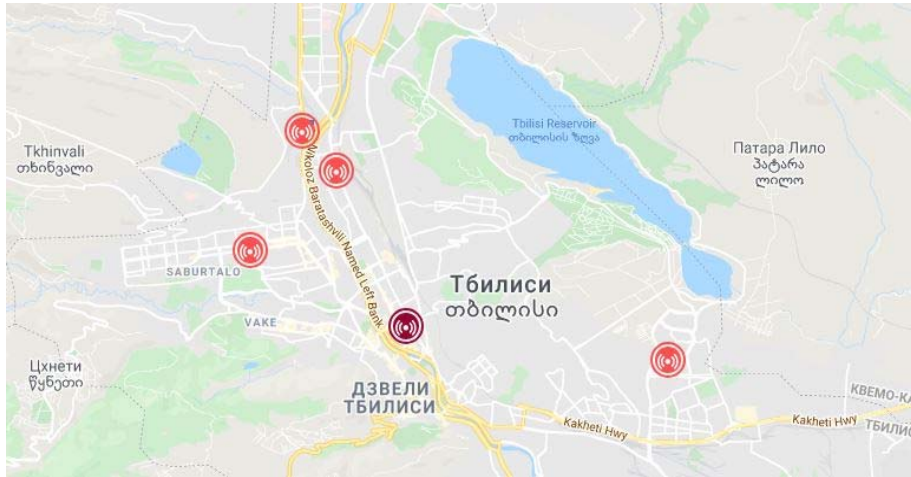 Tbilisi Reservoir
თბილისის ზღვა
Tkhinvali
თხინვალი
Патара Лило
პატარა
ლილო
Nikoloz Baratashvili Named Left Bank
SABURTALO
Тбилиси
თბილისი
VAKE
Цхнети
წყნეთი
ДЗВЕЛИ
ТБИЛИСИ
Kakheti Hwy
Kakheti Hwy
КВЕМО-КА
ТБИЛИС